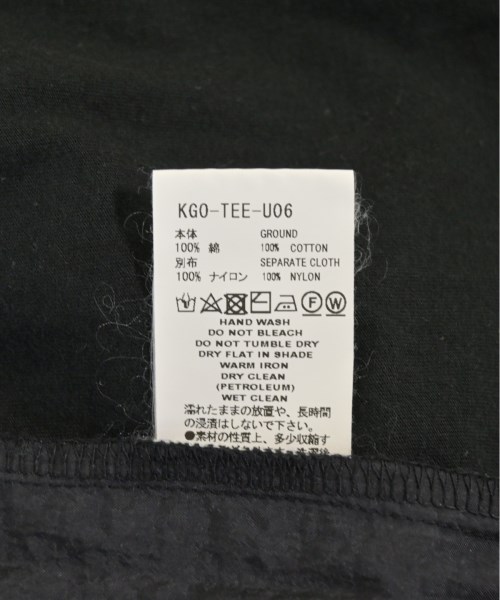 KGO-TEE-U06
本体 GROUND
100% 綿 100% COTTON
別布 SEPARATE CLOTH
100% ナイロン 100% NYLON
F W
HAND WASH
DO NOT BLEACH
DO NOT TUMBLE DRY
DRY FLAT IN SHADE
WARM IRON
DRY CLEAN
(PETROLEUM)
WET CLEAN
濡れたままの放置や、長時間
の浸漬はしないでください。
●素材の性質上、多少収縮す